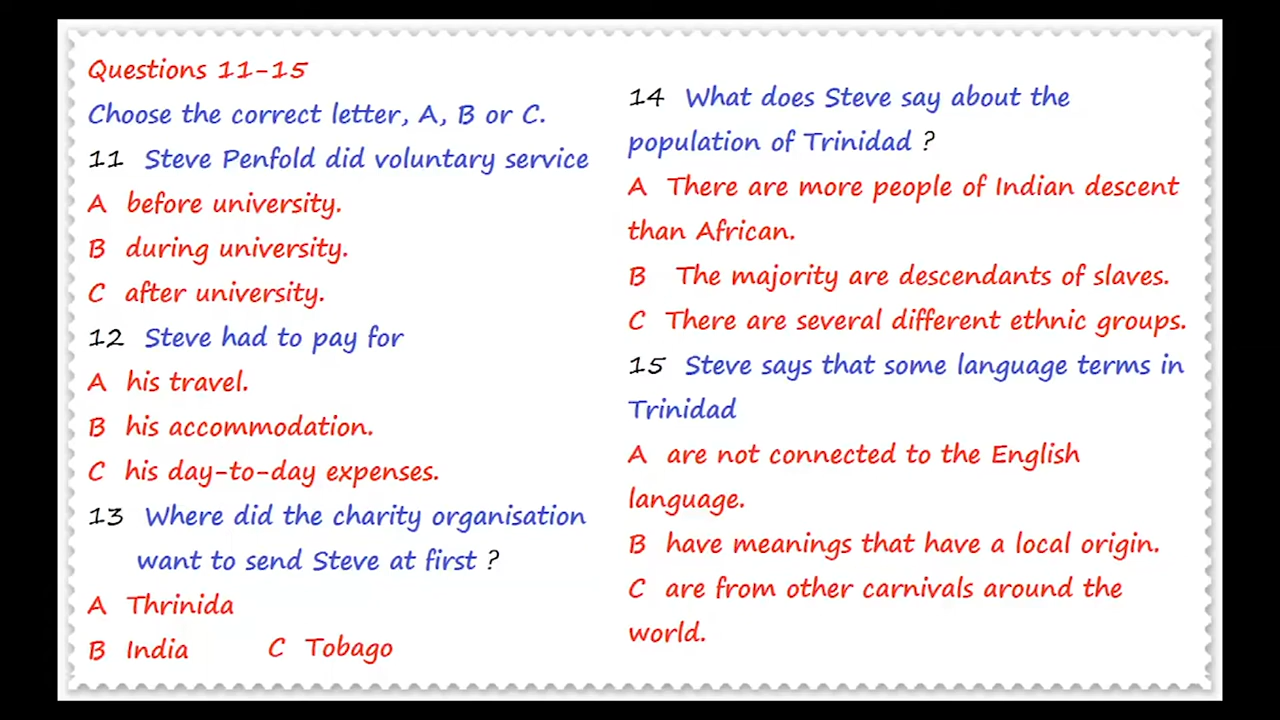 Questions 11-15
Choose the correct letter, A, B or C.
11 Steve Penfold did voluntary service
A before university.
B during university.
C after university.
12 Steve had to pay for
A his travel.
B his accommodation.
C his day-to-day expenses.
13 Where did the charity organisation
want to send Steve at first ?
A Thrinida
B India C Tobago
14 What does Steve say about the
population of Trinidad ?
A There are more people of Indian descent
than African.
B The majority are descendants of slaves.
C There are several different ethnic groups.
15 Steve says that some language terms in
Trinidad
A are not connected to the English
language.
B have meanings that have a local origin.
C are from other carnivals around the
world.